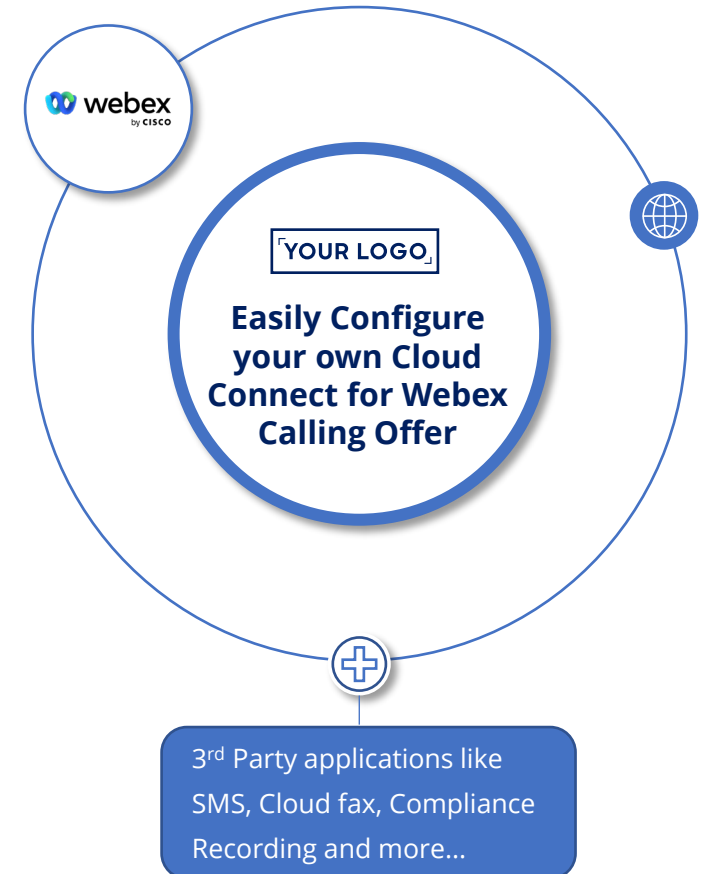 webex
by CISCO
YOUR LOGO
Easily Configure
your own Cloud
Connect for Webex
Calling Offer
3rd Party applications like
SMS, Cloud fax, Compliance
Recording and more...